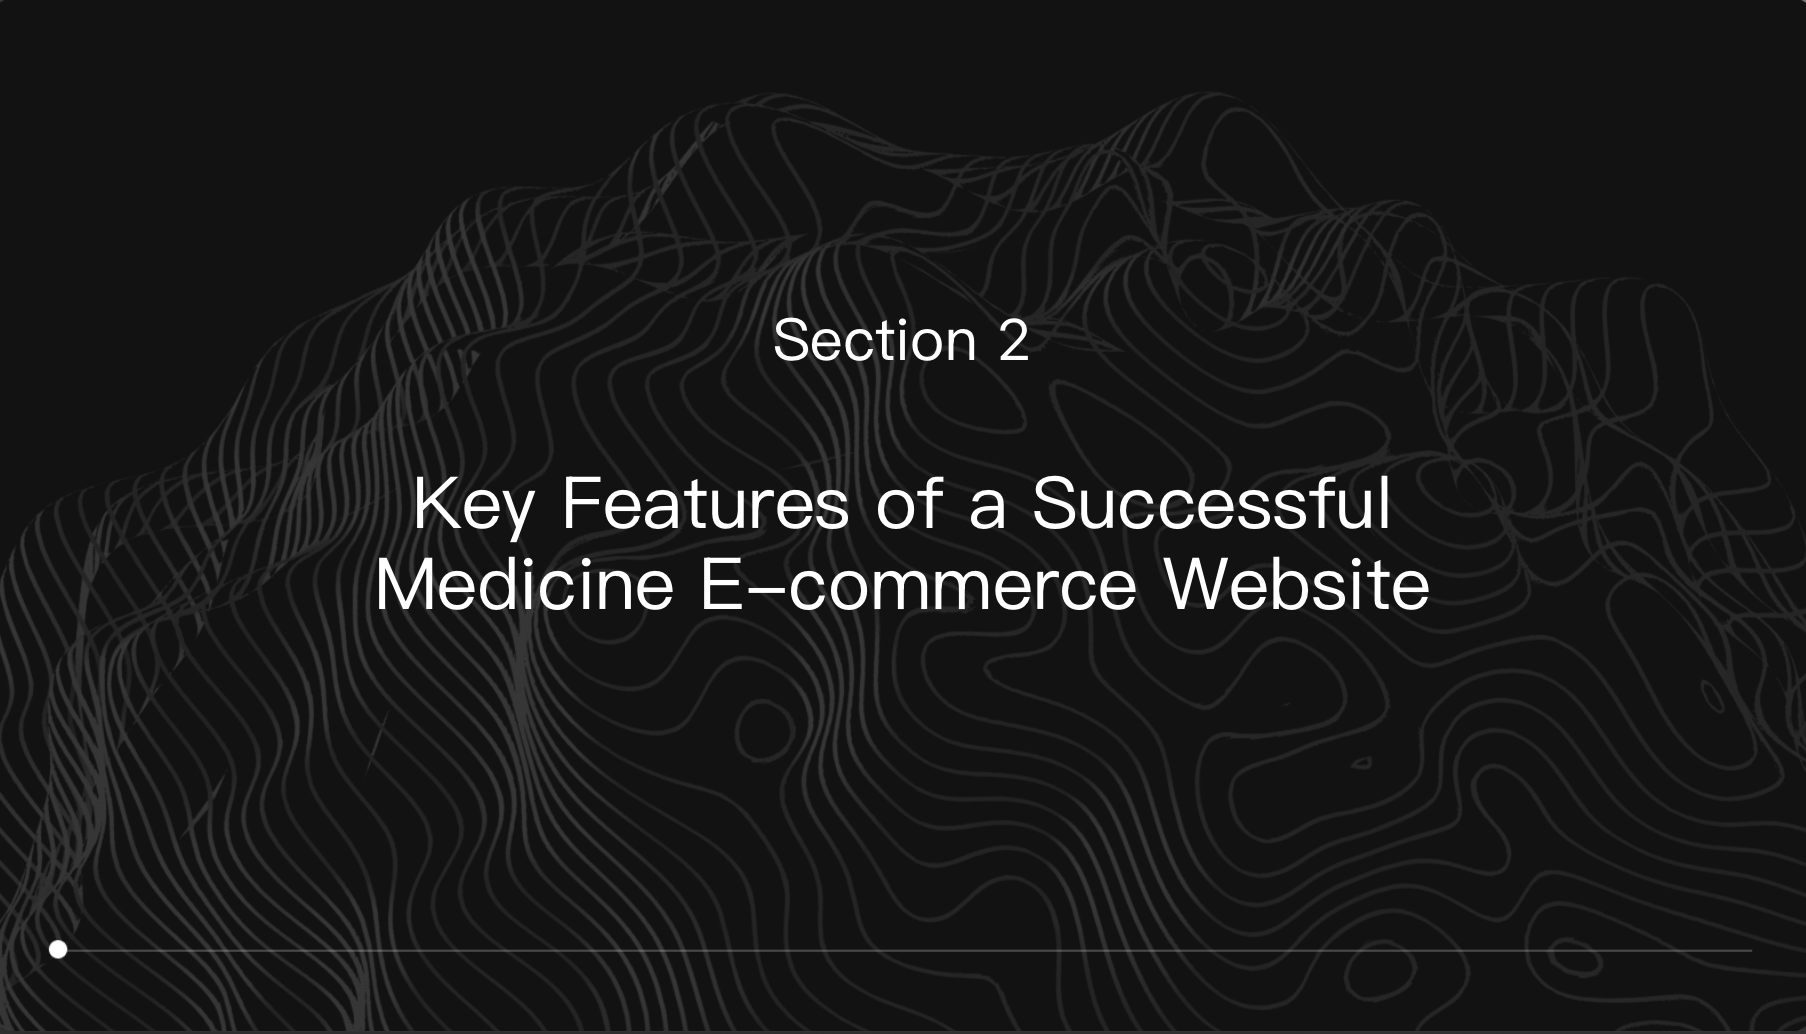 Section 2
Key Features of a Successful
Medicine E-commerce Website